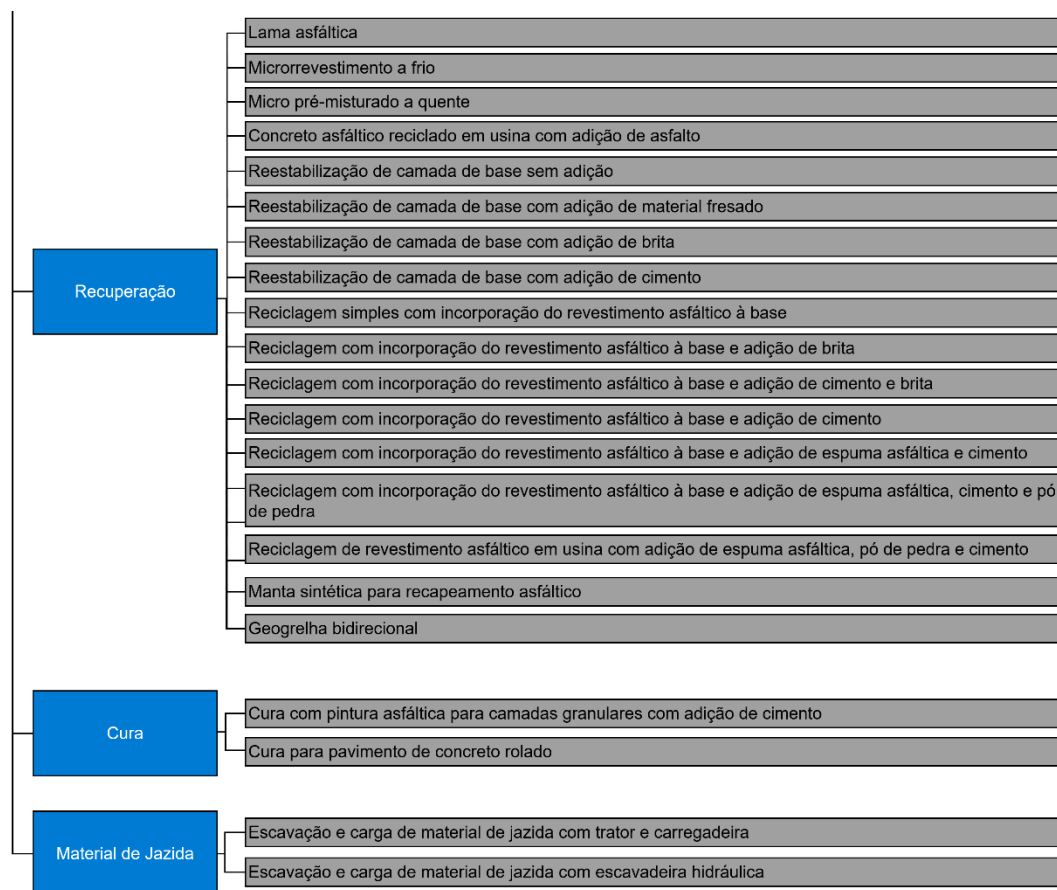 Recuperação
Lama asfáltica
Microrrevestimento a frio
Micro pré-misturado a quente
Concreto asfáltico reciclado em usina com adição de asfalto
Reestabilização de camada de base sem adição
Reestabilização de camada de base com adição de material fresado
Reestabilização de camada de base com adição de brita
Reestabilização de camada de base com adição de cimento
Reciclagem simples com incorporação do revestimento asfáltico à base
Reciclagem com incorporação do revestimento asfáltico à base e adição de brita
Reciclagem com incorporação do revestimento asfáltico à base e adição de cimento e brita
Reciclagem com incorporação do revestimento asfáltico à base e adição de cimento
Reciclagem com incorporação do revestimento asfáltico à base e adição de espuma asfáltica e cimento
Reciclagem com incorporação do revestimento asfáltico à base e adição de espuma asfáltica, cimento e pó
de pedra
Reciclagem de revestimento asfáltico em usina com adição de espuma asfáltica, pó de pedra e cimento
Manta sintética para recapeamento asfáltico
Geogrelha bidirecional
Cura
Cura com pintura asfáltica para camadas granulares com adição de cimento
Cura para pavimento de concreto rolado
Material de Jazida
Escavação e carga de material de jazida com trator e carregadeira
Escavação e carga de material de jazida com escavadeira hidráulica